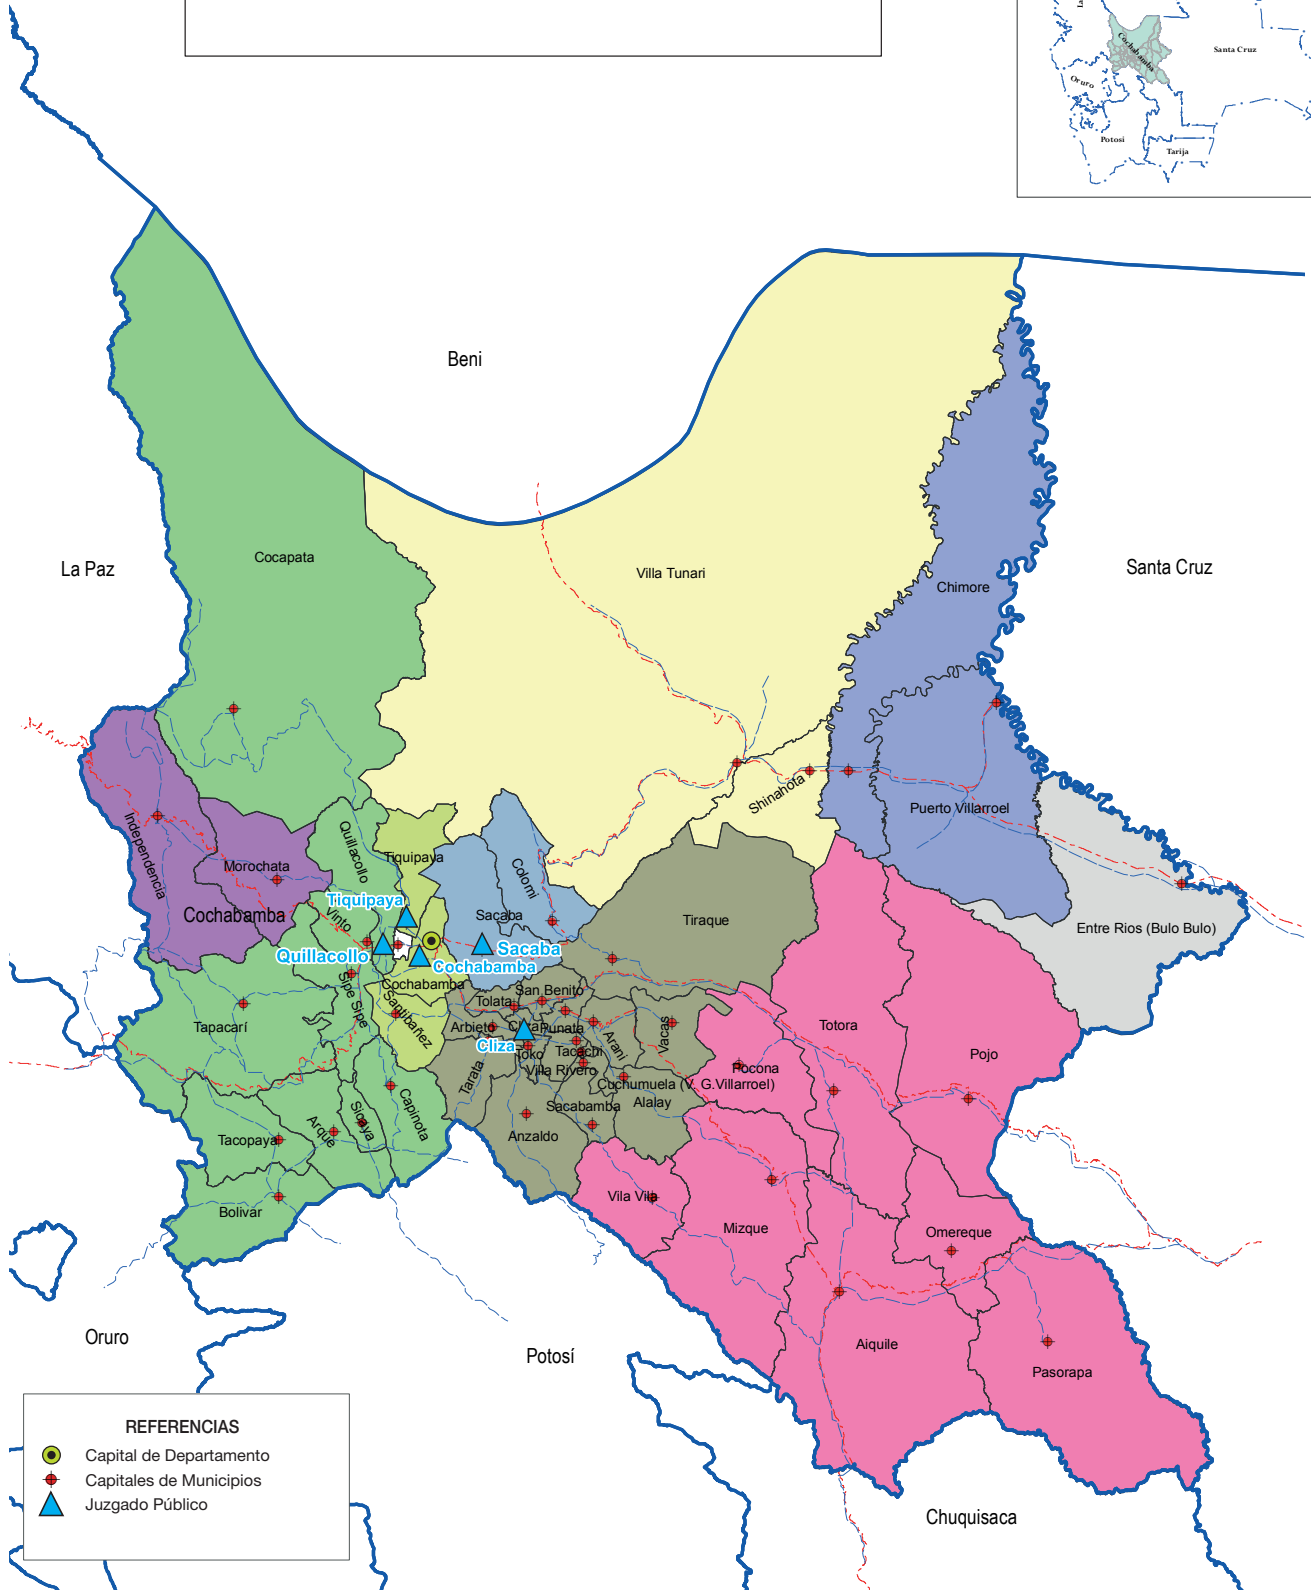 La
Cochabamba
Santa Cruz
Oruro
Potosi
Tarija
Beni
La Paz
Cocapata
Villa Tunari
Santa Cruz
Chimore
Shinahota
Puerto Villarroel
Independencia
Morochata
Cochabamba
Quillacollo
Tiquipaya
Colomi
Tiquipaya
Vinto
Sacaba
Tiraque
Entre Rios (Bulo Bulo)
Quillacollo
Sacaba
Cochabamba
Cochabamba
Sipe Sipe
Santibañez
San Benito
Tolata
Tapacarí
Arbieto
Cliza
Punata
Vacas
Totora
Cliza
Toko
Tacachi
Arani
Pojo
Villa Rivero
Pocona
Tarata
Cuchumuela (V. G.Villarroel)
Alalay
Sacabamba
Capinota
Sicaya
Arque
Tacopaya
Anzaldo
Vila Vila
Bolivar
Mizque
Omereque
Oruro
Potosí
Aiquile
Pasorapa
REFERENCIAS
Capital de Departamento
Capitales de Municipios
Juzgado Público
Chuquisaca